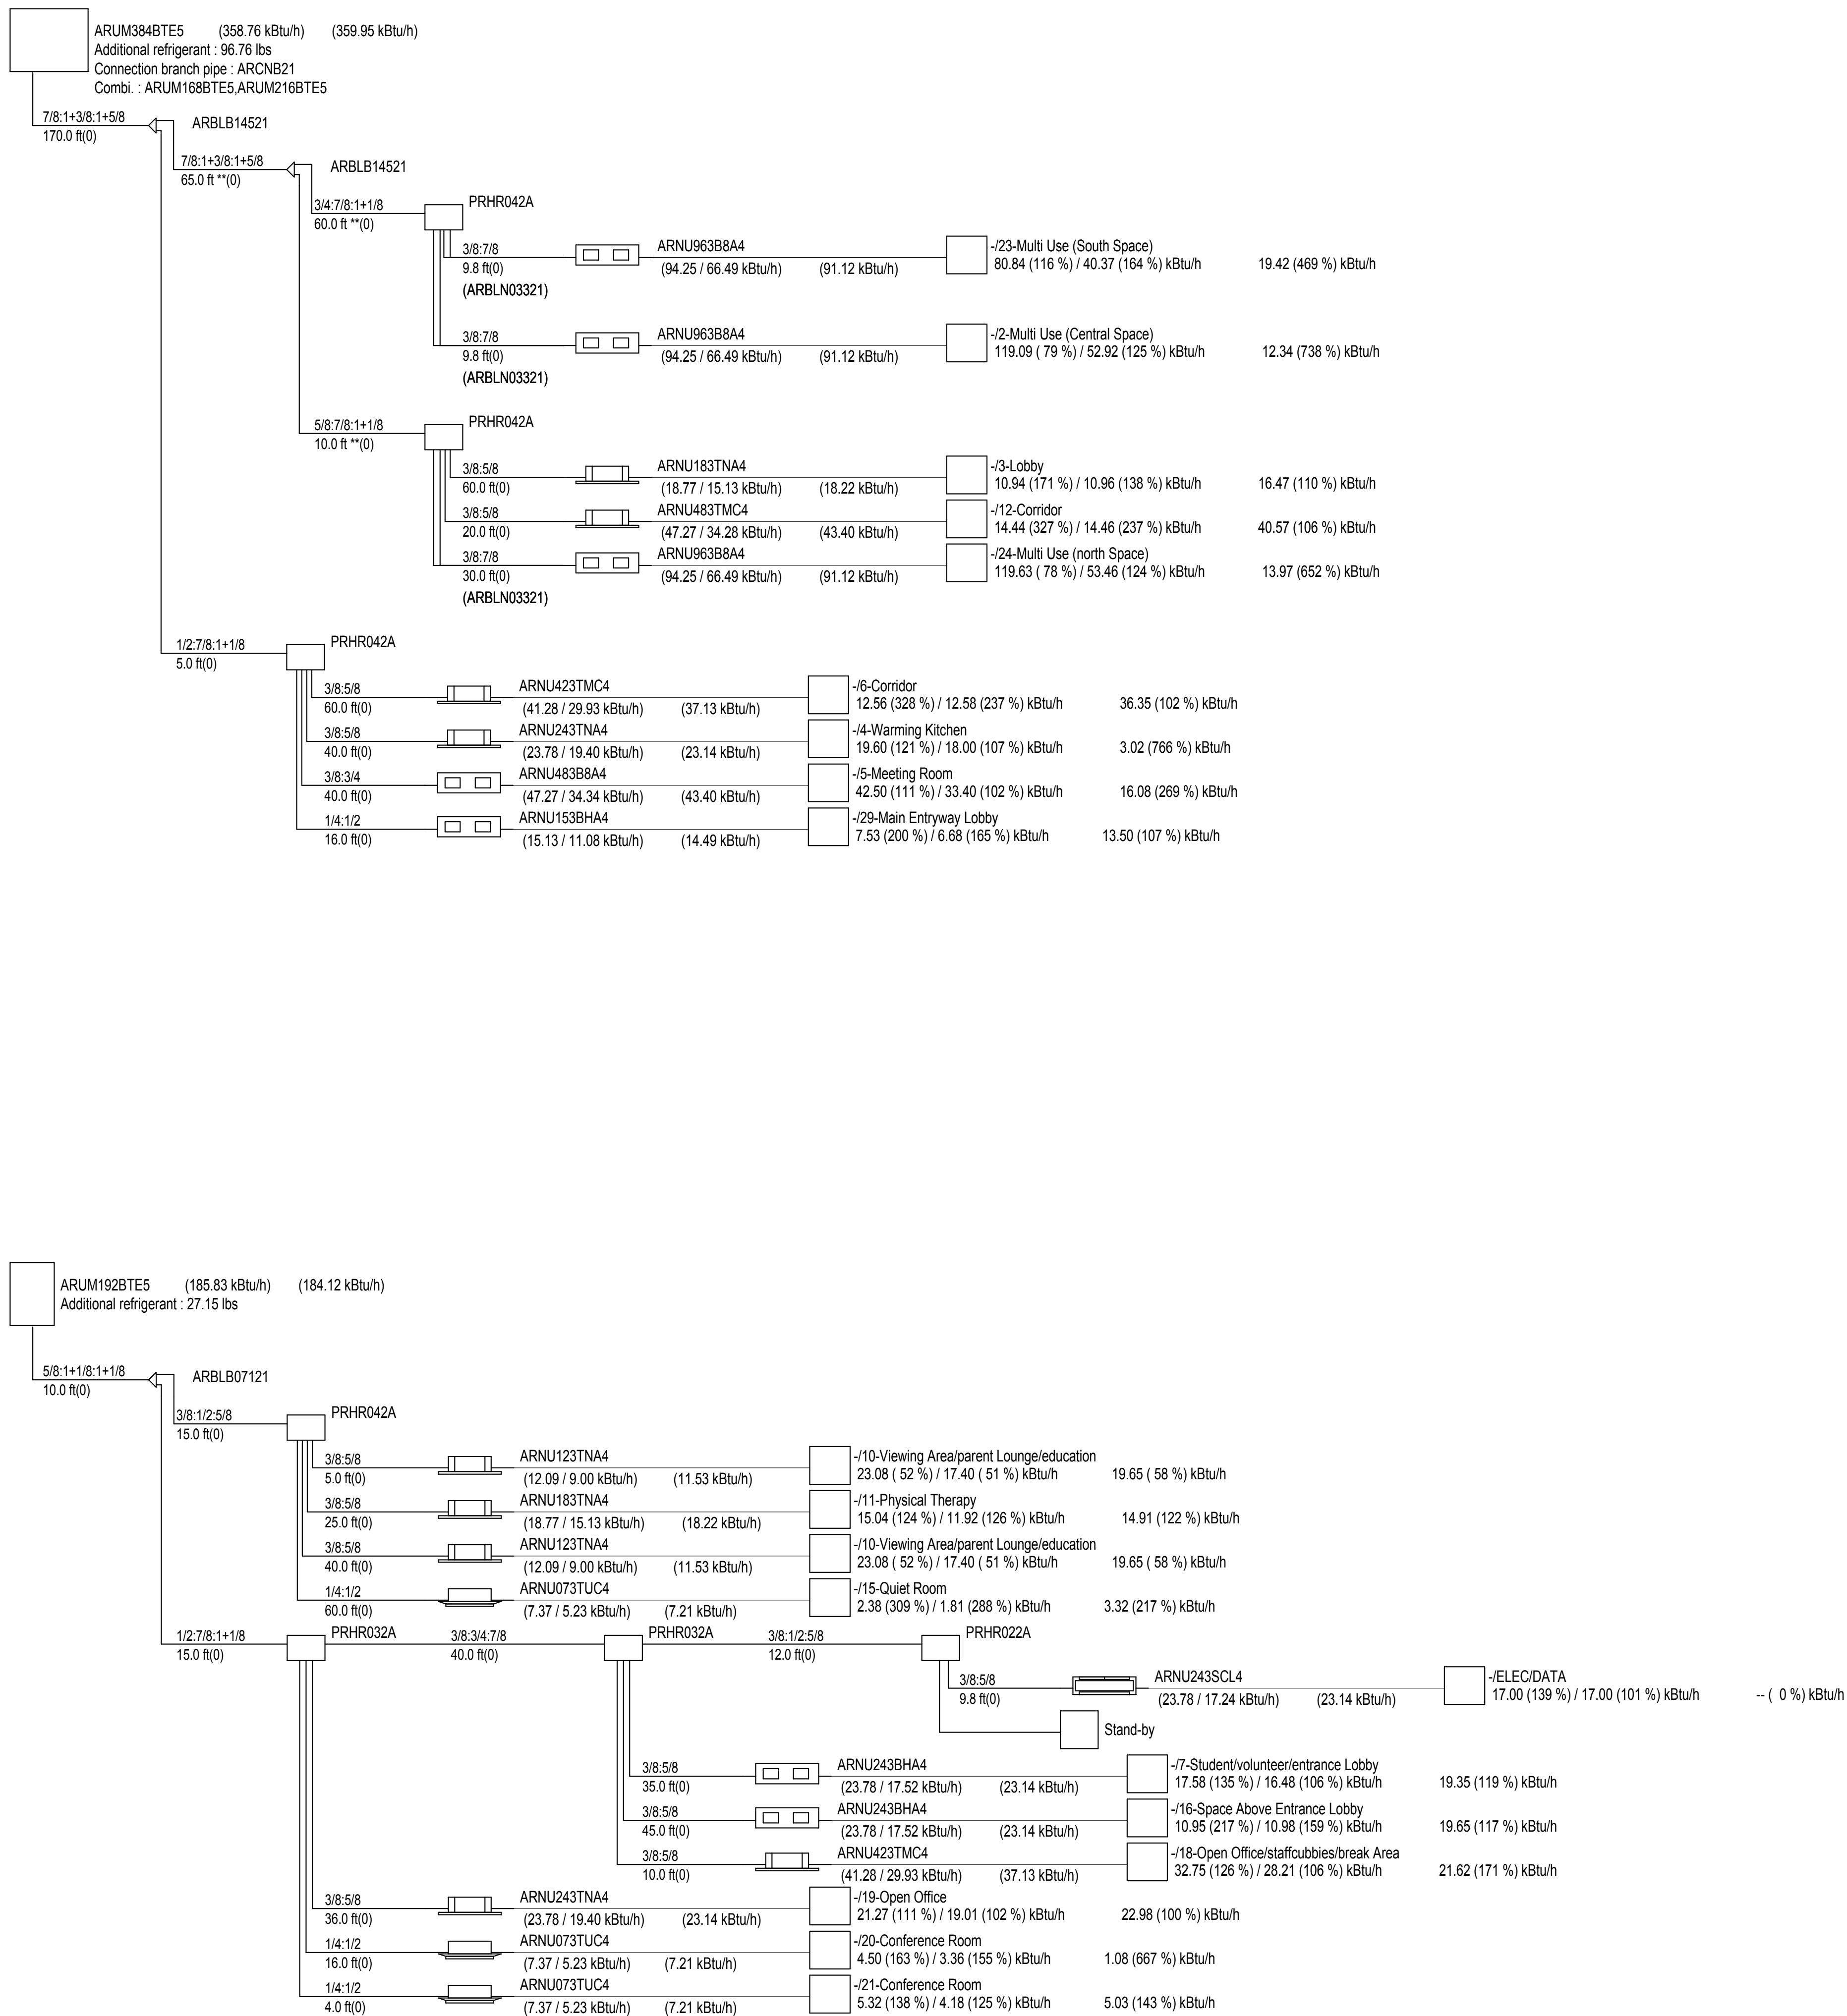 ARUM384BTE5 (358.76 kBtu/h) (359.95 kBtu/h)
Additional refrigerant : 96.76 lbs
Connection branch pipe : ARCNB21
Combi. : ARUM168BTE5,ARUM216BTE5
7/8:1+3/8:1+5/8
170.0 ft(0)
ARBLB14521
7/8:1+3/8:1+5/8
65.0 ft **(0)
ARBLB14521
3/4:7/8:1+1/8
60.0 ft **(0)
PRHR042A
3/8:7/8
9.8 ft(0)
(ARBLN03321)
ARNU963B8A4
(94.25 / 66.49 kBtu/h) (91.12 kBtu/h)
-/23-Multi Use (South Space)
80.84 (116 %) / 40.37 (164 %) kBtu/h 19.42 (469 %) kBtu/h
3/8:7/8
9.8 ft(0)
(ARBLN03321)
ARNU963B8A4
(94.25 / 66.49 kBtu/h) (91.12 kBtu/h)
-/2-Multi Use (Central Space)
119.09 ( 79 %) / 52.92 (125 %) kBtu/h 12.34 (738 %) kBtu/h
5/8:7/8:1+1/8
10.0 ft **(0)
PRHR042A
3/8:5/8
60.0 ft(0)
ARNU183TNA4
(18.77 / 15.13 kBtu/h) (18.22 kBtu/h)
-/3-Lobby
10.94 (171 %) / 10.96 (138 %) kBtu/h 16.47 (110 %) kBtu/h
3/8:5/8
20.0 ft(0)
ARNU483TMC4
(47.27 / 34.28 kBtu/h) (43.40 kBtu/h)
-/12-Corridor
14.44 (327 %) / 14.46 (237 %) kBtu/h 40.57 (106 %) kBtu/h
3/8:7/8
30.0 ft(0)
(ARBLN03321)
ARNU963B8A4
(94.25 / 66.49 kBtu/h) (91.12 kBtu/h)
-/24-Multi Use (north Space)
119.63 ( 78 %) / 53.46 (124 %) kBtu/h 13.97 (652 %) kBtu/h
1/2:7/8:1+1/8
5.0 ft(0)
PRHR042A
3/8:5/8
60.0 ft(0)
ARNU423TMC4
(41.28 / 29.93 kBtu/h) (37.13 kBtu/h)
-/6-Corridor
12.56 (328 %) / 12.58 (237 %) kBtu/h 36.35 (102 %) kBtu/h
3/8:5/8
40.0 ft(0)
ARNU243TNA4
(23.78 / 19.40 kBtu/h) (23.14 kBtu/h)
-/4-Warming Kitchen
19.60 (121 %) / 18.00 (107 %) kBtu/h 3.02 (766 %) kBtu/h
3/8:3/4
40.0 ft(0)
ARNU483B8A4
(47.27 / 34.34 kBtu/h) (43.40 kBtu/h)
-/5-Meeting Room
42.50 (111 %) / 33.40 (102 %) kBtu/h 16.08 (269 %) kBtu/h
1/4:1/2
16.0 ft(0)
ARNU153BHA4
(15.13 / 11.08 kBtu/h) (14.49 kBtu/h)
-/29-Main Entryway Lobby
7.53 (200 %) / 6.68 (165 %) kBtu/h 13.50 (107 %) kBtu/h
ARUM192BTE5 (185.83 kBtu/h) (184.12 kBtu/h)
Additional refrigerant : 27.15 lbs
5/8:1+1/8:1+1/8
10.0 ft(0)
ARBLB07121
3/8:1/2:5/8
15.0 ft(0)
PRHR042A
3/8:5/8
5.0 ft(0)
ARNU123TNA4
(12.09 / 9.00 kBtu/h) (11.53 kBtu/h)
-/10-Viewing Area/parent Lounge/education
23.08 ( 52 %) / 17.40 ( 51 %) kBtu/h 19.65 ( 58 %) kBtu/h
3/8:5/8
25.0 ft(0)
ARNU183TNA4
(18.77 / 15.13 kBtu/h) (18.22 kBtu/h)
-/11-Physical Therapy
15.04 (124 %) / 11.92 (126 %) kBtu/h 14.91 (122 %) kBtu/h
3/8:5/8
40.0 ft(0)
ARNU123TNA4
(12.09 / 9.00 kBtu/h) (11.53 kBtu/h)
-/10-Viewing Area/parent Lounge/education
23.08 ( 52 %) / 17.40 ( 51 %) kBtu/h 19.65 ( 58 %) kBtu/h
1/4:1/2
60.0 ft(0)
ARNU073TUC4
(7.37 / 5.23 kBtu/h) (7.21 kBtu/h)
-/15-Quiet Room
2.38 (309 %) / 1.81 (288 %) kBtu/h 3.32 (217 %) kBtu/h
1/2:7/8:1+1/8
15.0 ft(0)
PRHR032A
3/8:3/4:7/8
40.0 ft(0)
PRHR032A
3/8:1/2:5/8
12.0 ft(0)
PRHR022A
3/8:5/8
9.8 ft(0)
ARNU243SCL4
(23.78 / 17.24 kBtu/h) (23.14 kBtu/h)
-/ELEC/DATA
17.00 (139 %) / 17.00 (101 %) kBtu/h -- ( 0 %) kBtu/h
Stand-by
3/8:5/8
35.0 ft(0)
ARNU243BHA4
(23.78 / 17.52 kBtu/h) (23.14 kBtu/h)
-/7-Student/volunteer/entrance Lobby
17.58 (135 %) / 16.48 (106 %) kBtu/h 19.35 (119 %) kBtu/h
3/8:5/8
45.0 ft(0)
ARNU243BHA4
(23.78 / 17.52 kBtu/h) (23.14 kBtu/h)
-/16-Space Above Entrance Lobby
10.95 (217 %) / 10.98 (159 %) kBtu/h 19.65 (117 %) kBtu/h
3/8:5/8
10.0 ft(0)
ARNU423TMC4
(41.28 / 29.93 kBtu/h) (37.13 kBtu/h)
-/18-Open Office/staffcubbies/break Area
32.75 (126 %) / 28.21 (106 %) kBtu/h 21.62 (171 %) kBtu/h
3/8:5/8
36.0 ft(0)
ARNU243TNA4
(23.78 / 19.40 kBtu/h) (23.14 kBtu/h)
-/19-Open Office
21.27 (111 %) / 19.01 (102 %) kBtu/h 22.98 (100 %) kBtu/h
1/4:1/2
16.0 ft(0)
ARNU073TUC4
(7.37 / 5.23 kBtu/h) (7.21 kBtu/h)
-/20-Conference Room
4.50 (163 %) / 3.36 (155 %) kBtu/h 1.08 (667 %) kBtu/h
1/4:1/2
4.0 ft(0)
ARNU073TUC4
(7.37 / 5.23 kBtu/h) (7.21 kBtu/h)
-/21-Conference Room
5.32 (138 %) / 4.18 (125 %) kBtu/h 5.03 (143 %) kBtu/h